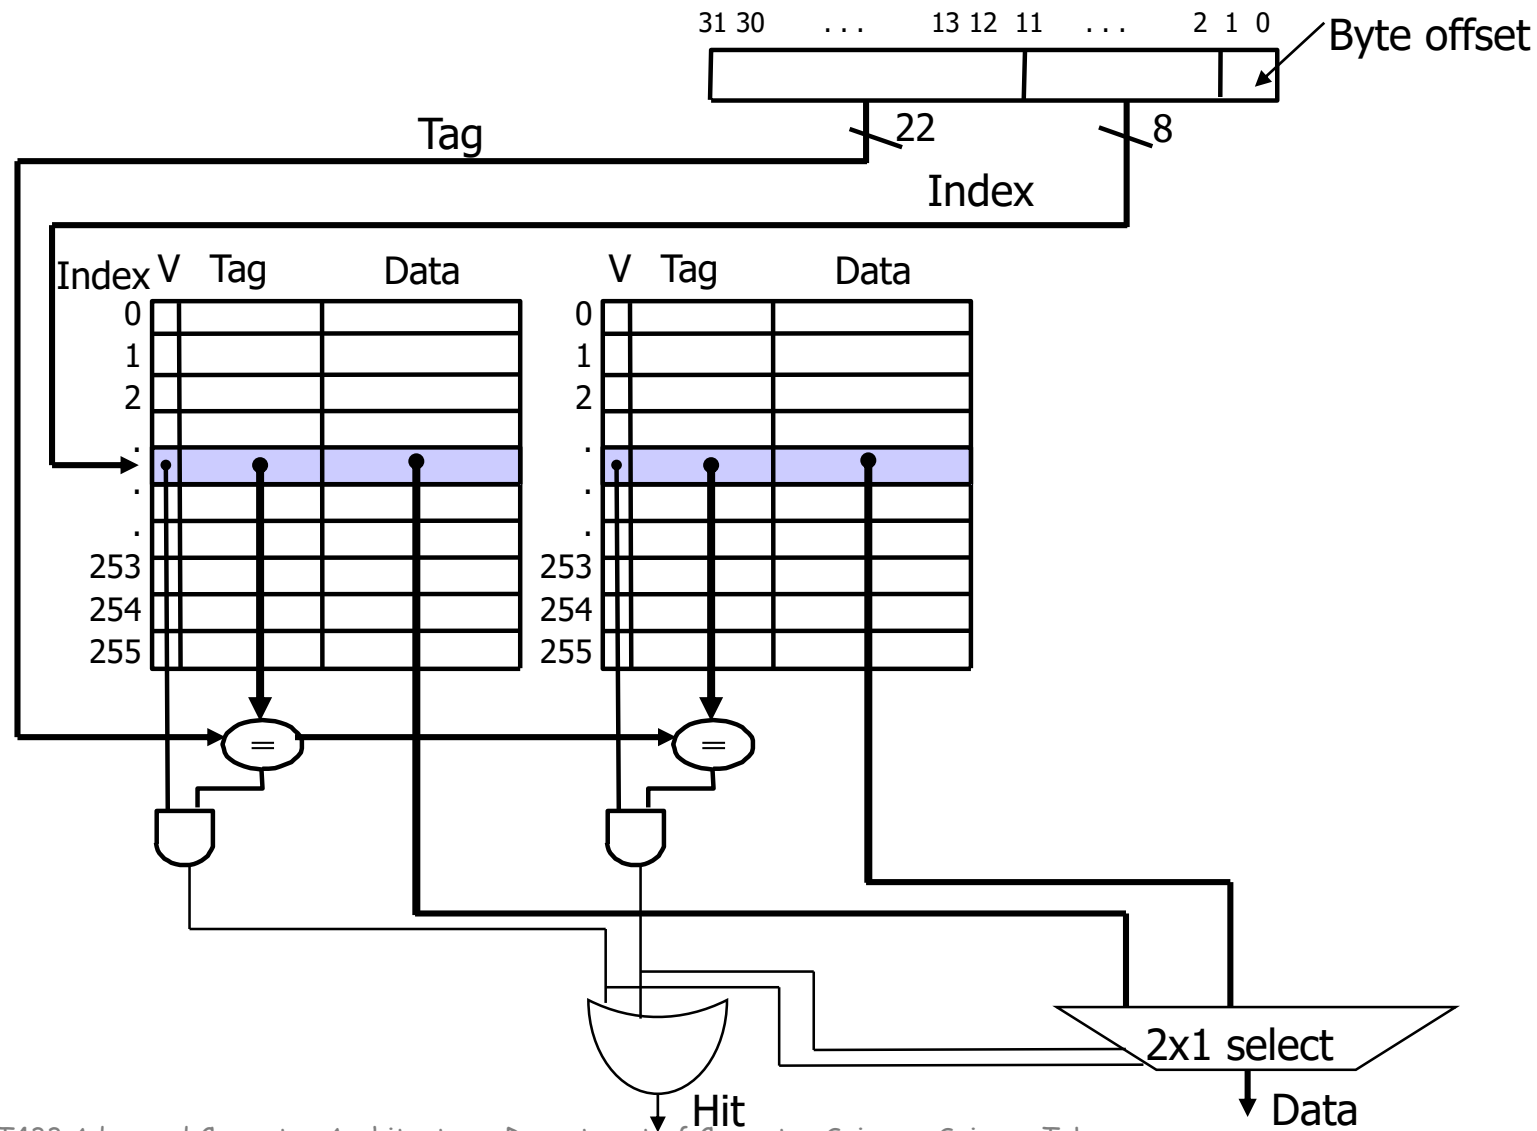 31 30 . . . 13 12 11 . . . 2 1 0
Byte offset
22
8
Tag
Index
Index V Tag Data
V Tag Data
0
1
2
.
.
.
253
254
255
0
1
2
.
.
.
253
254
255
=
=
2x1 select
Hit
Data